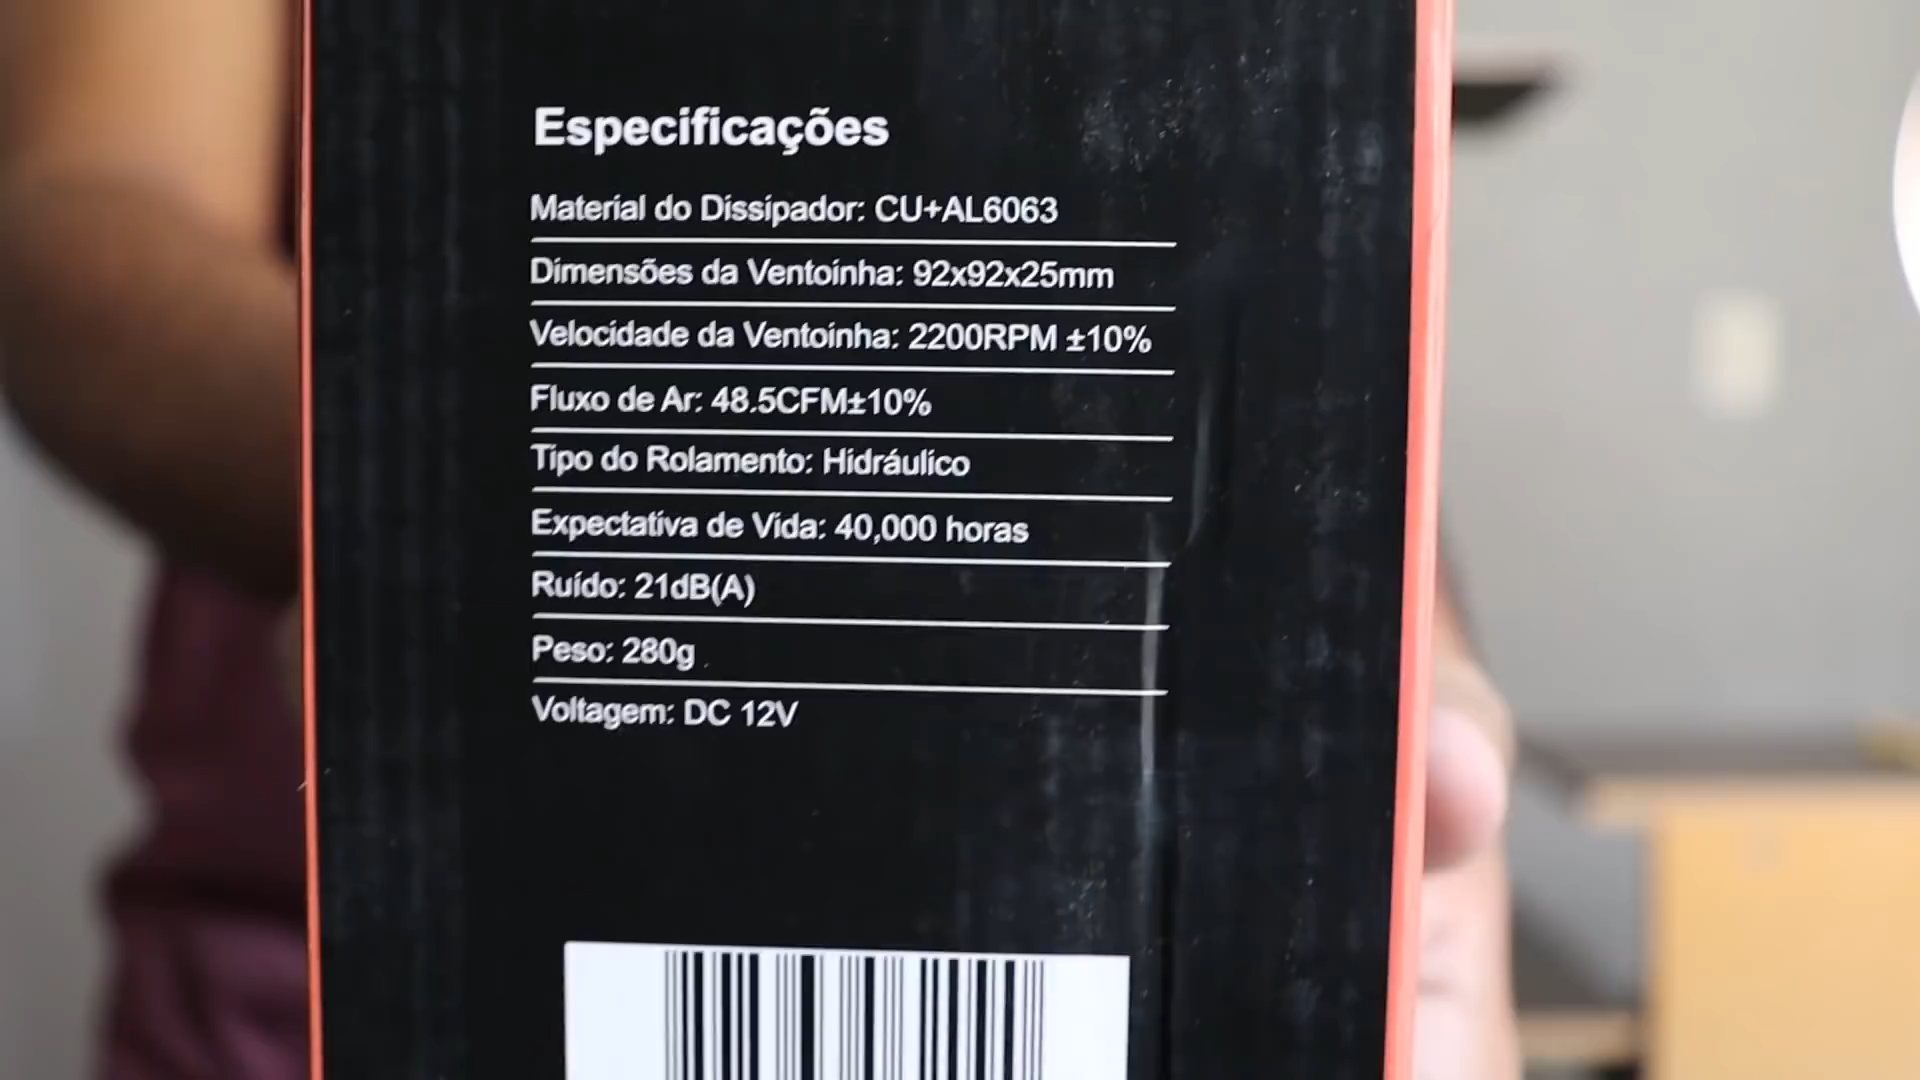 Especificações
Material do Dissipador: CU+AL6063
Dimensões da Ventoinha: 92x92x25mm
Velocidade da Ventoinha: 2200RPM ±10%
Fluxo de Ar: 48.5CFM±10%
Tipo do Rolamento: Hidráulico
Expectativa de Vida: 40,000 horas
Ruído: 21dB(A)
Peso: 280g
Voltagem: DC 12V